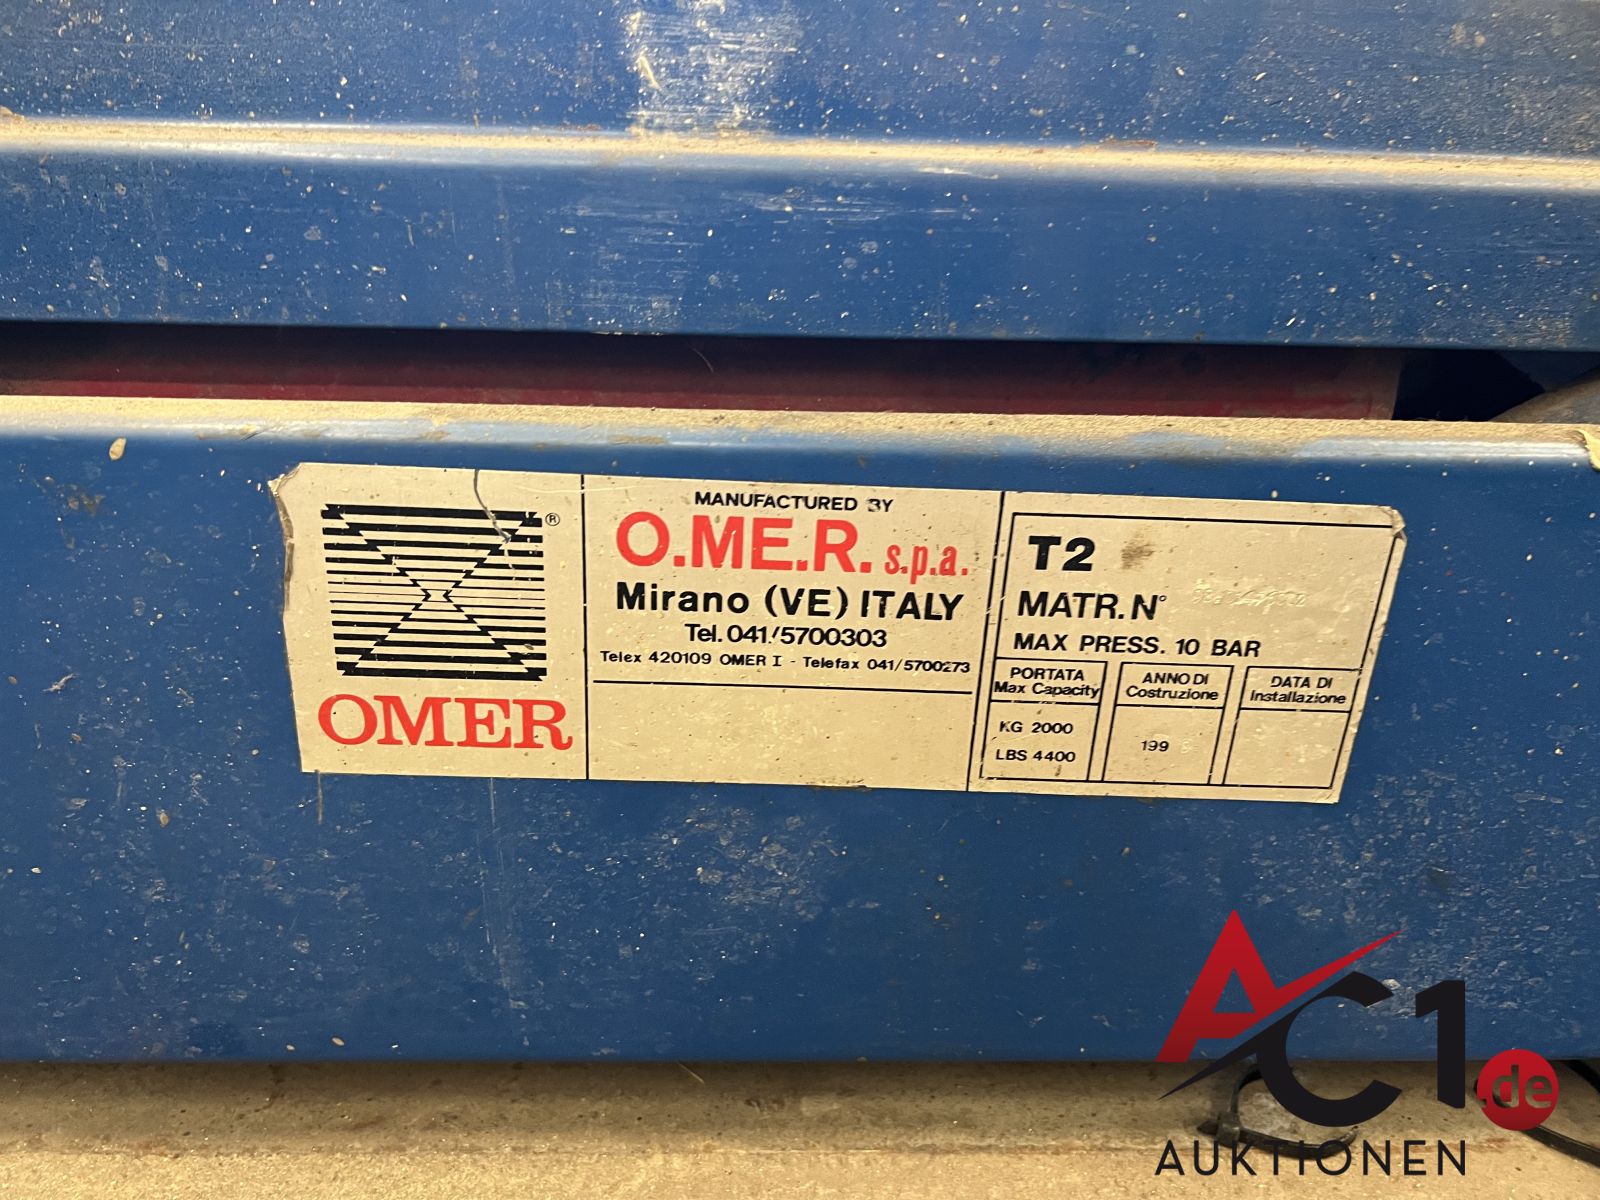 ®
OMER
MANUFACTURED BY
O.ME.R. s.p.a.
Mirano (VE) ITALY
Tel. 041/5700303
Telex 420109 OMER I - Telefax 041/5700273
T2
MATR. N°
MAX PRESS. 10 BAR
PORTATA
Max Capacity
KG 2000
LBS 4400
ANNO DI
Costruzione
199
DATA DI
Installazione
AC1.de
AUKTIONEN